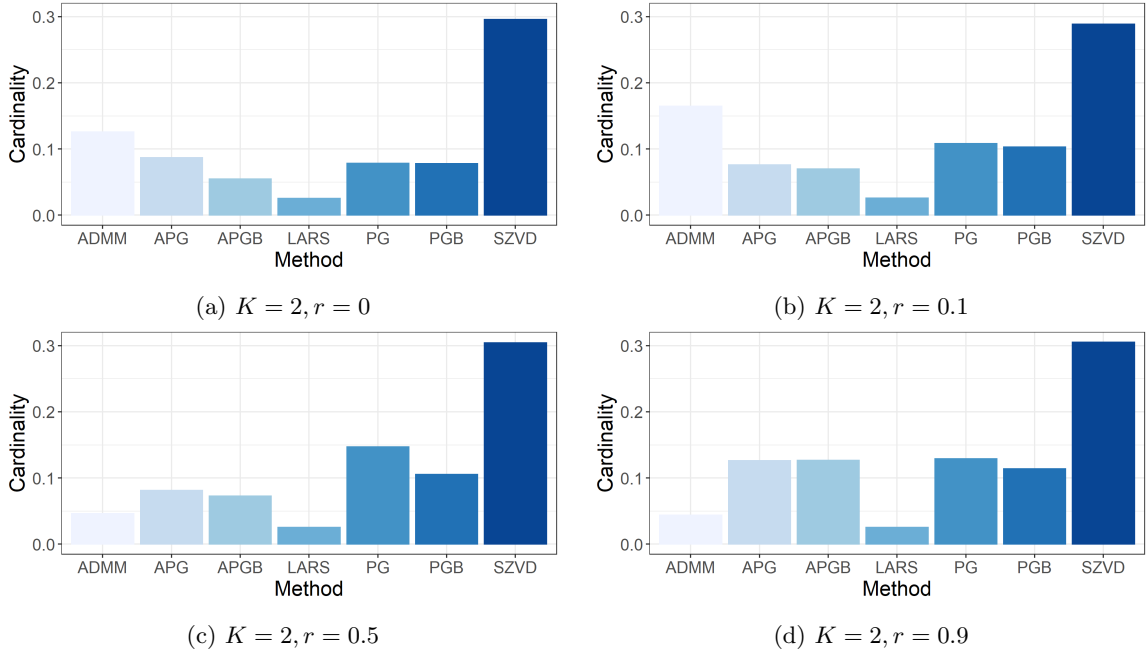 0.3
0.2
0.1
0.0
Cardinality
ADMM APG APGB LARS PG PGB SZVD
Method
(a) K = 2, r = 0
0.3
0.2
0.1
0.0
Cardinality
ADMM APG APGB LARS PG PGB SZVD
Method
(b) K = 2, r = 0.1
0.3
0.2
0.1
0.0
Cardinality
ADMM APG APGB LARS PG PGB SZVD
Method
(c) K = 2, r = 0.5
0.3
0.2
0.1
0.0
Cardinality
ADMM APG APGB LARS PG PGB SZVD
Method
(d) K = 2, r = 0.9